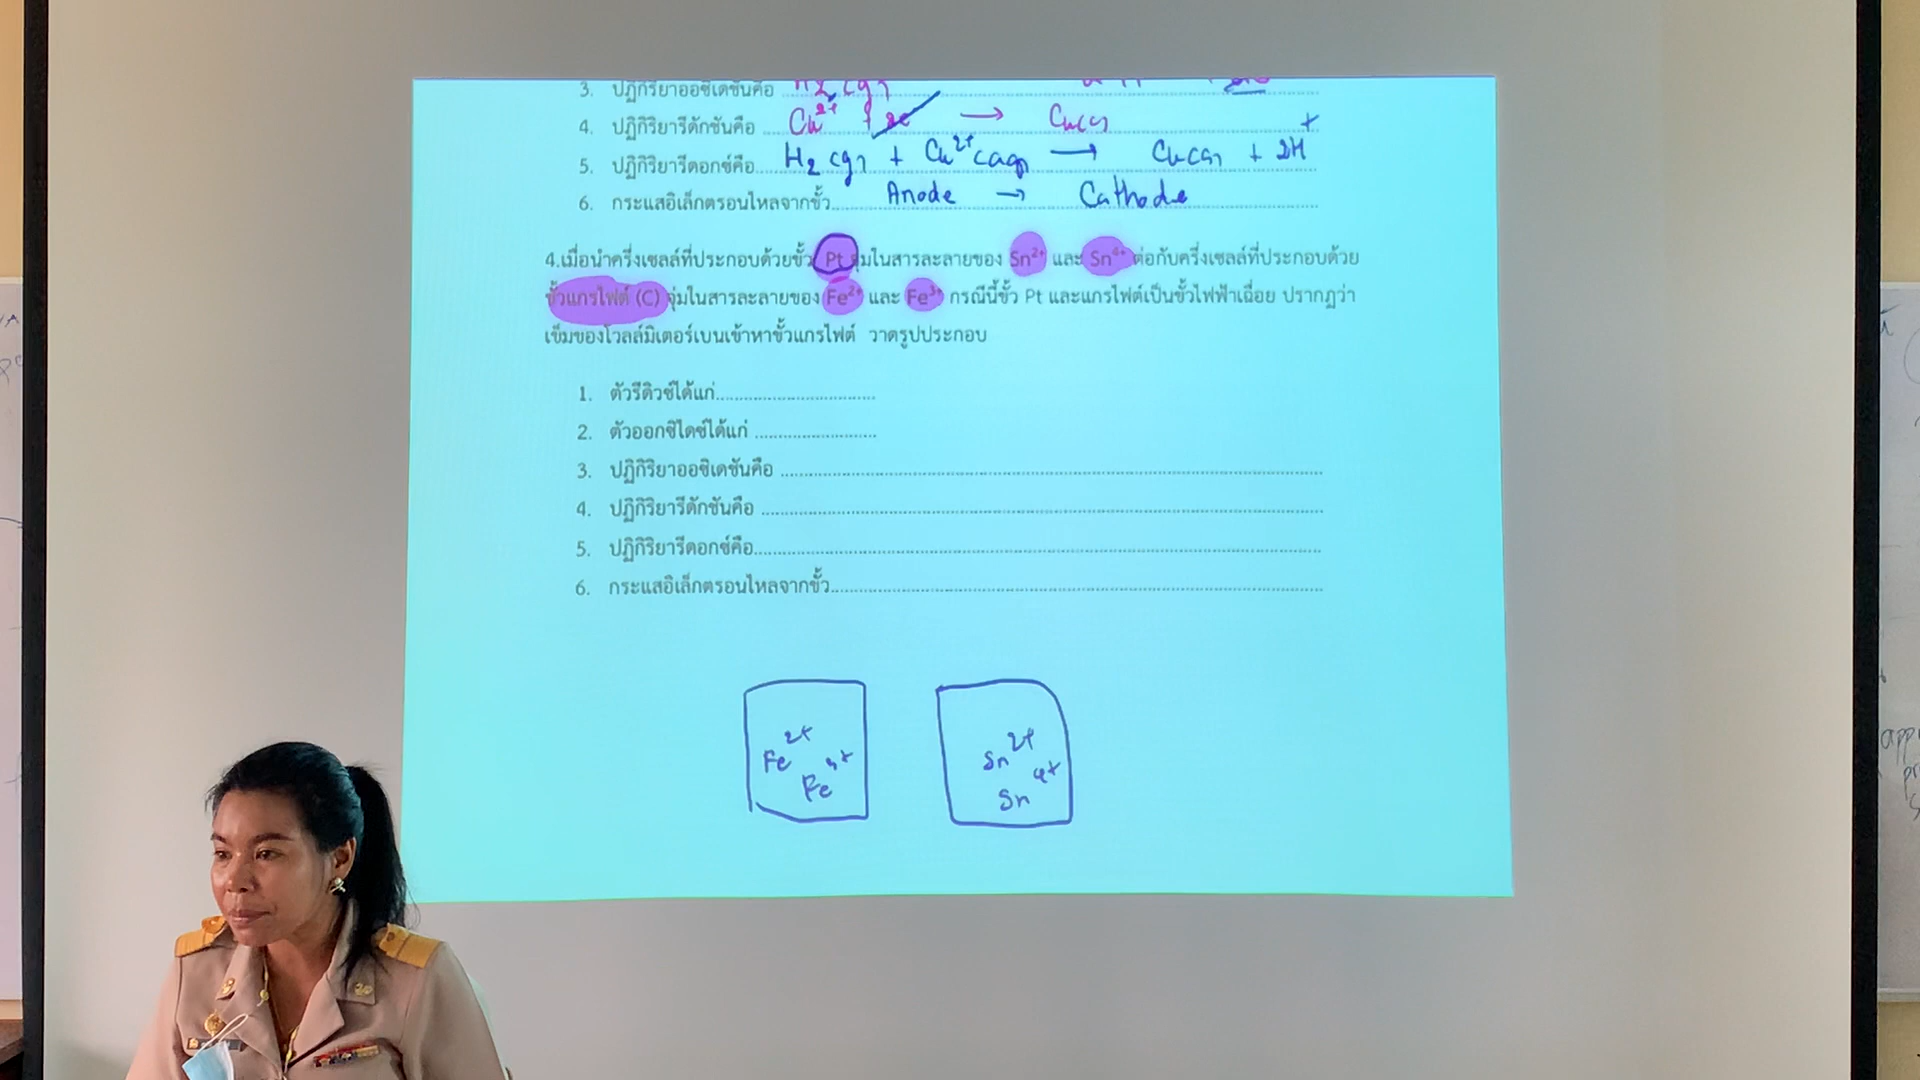 3. ปฏิกิริยาออซิเดชันคือ H2 (g)
4. ปฏิกิริยารีดักชันคือ Cu2+ + 2e → Cu(s)
5. ปฏิกิริยารีดอกซ์คือ H2 (g) + Cu2+(aq) → Cu(s) + 2H+
6. กระแสอิเล็กตรอนไหลจากขั้ว Anode → Cathode
4.เมื่อนำครึ่งเซลล์ที่ประกอบด้วยขั้ว Pt จุ่มในสารละลายของ Sn2+ และ Sn4+ ต่อกับครึ่งเซลล์ที่ประกอบด้วย
ขั้วแกรไฟต์ (C) จุ่มในสารละลายของ Fe2+ และ Fe3+ กรณีนี้ขั้ว Pt และแกรไฟต์เป็นขั้วไฟฟ้าเฉื่อย ปรากฏว่า
เข็มของโวลล์มิเตอร์เบนเข้าหาขั้วแกรไฟต์ วาดรูปประกอบ
1. ตัวรีดิวซ์ได้แก่
2. ตัวออกซิไดซ์ได้แก่
3. ปฏิกิริยาออซิเดชันคือ
4. ปฏิกิริยารีดักชันคือ
5. ปฏิกิริยารีดอกซ์คือ
6. กระแสอิเล็กตรอนไหลจากขั้ว
Fe2+ Sn2+
Fe Sn4+